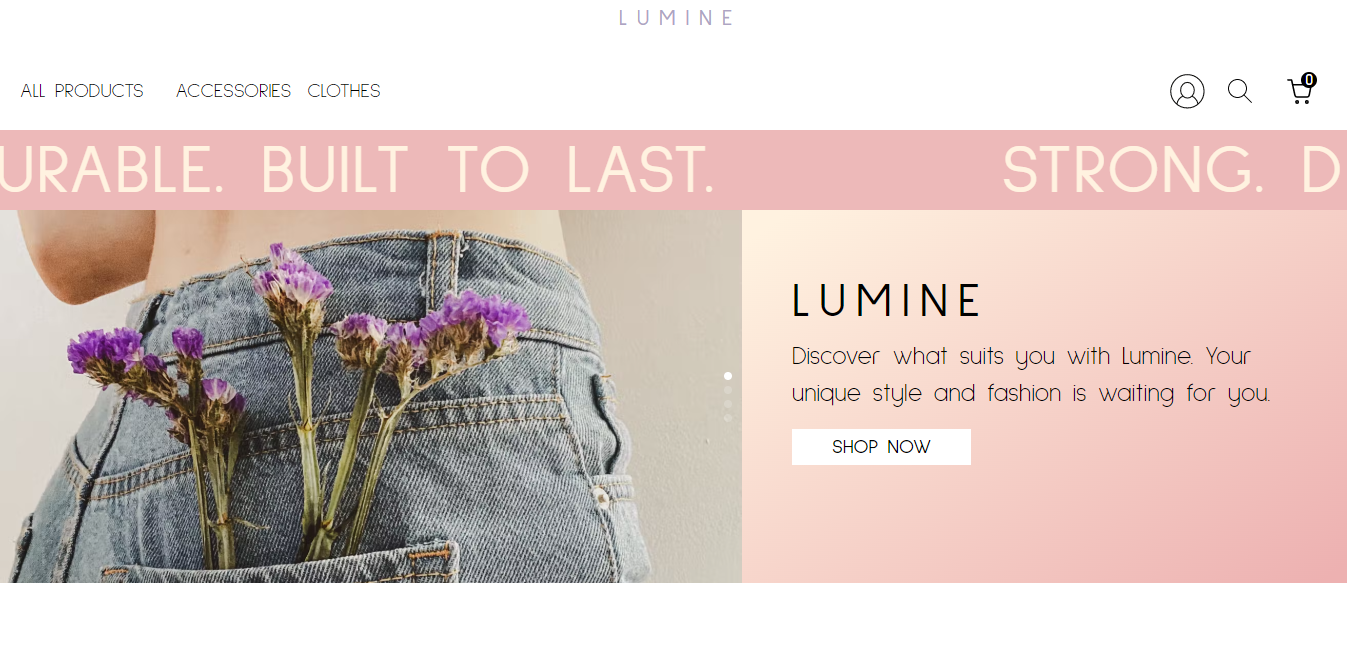 LUMINE
ALL PRODUCTS ACCESSORIES CLOTHES
0
URABLE. BUILT TO LAST. STRONG. D
LUMINE
Discover what suits you with Lumine. Your
unique style and fashion is waiting for you.
SHOP NOW